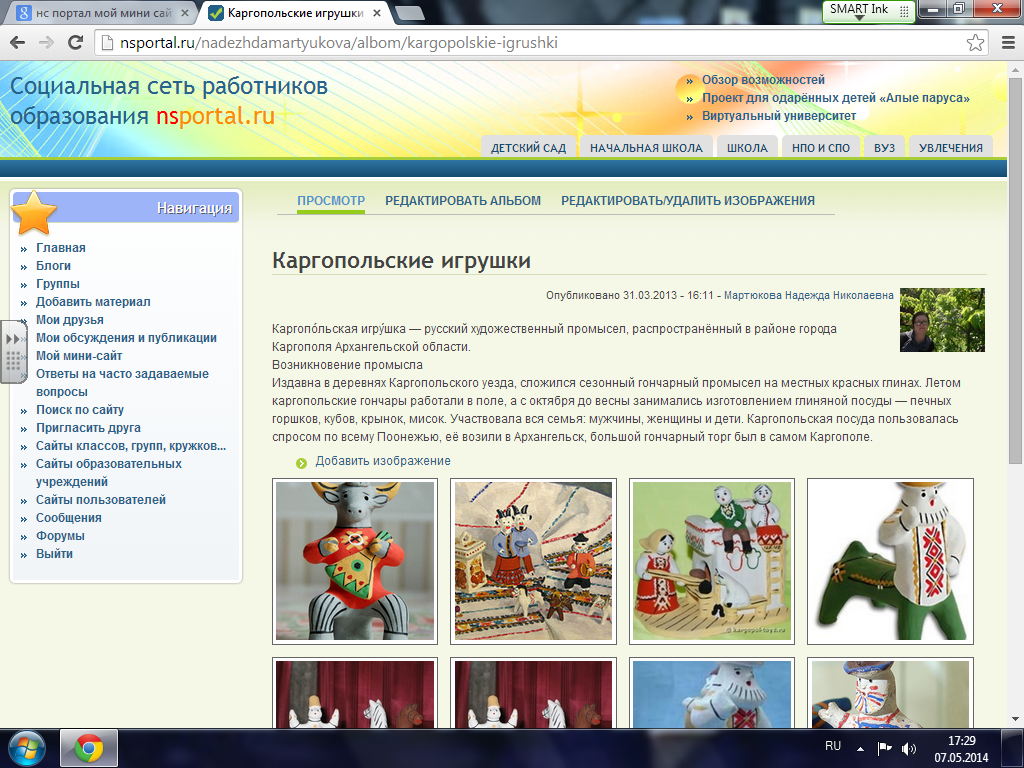 нс портал мой мини сай
Каргопольские игрушки
SMART Ink
nsportal.ru/nadezhdamartyukova/albom/kargopolskie-igrushki
Социальная сеть работников
образования nsportal.ru
Обзор возможностей
Проект для одарённых детей «Алые паруса»
Виртуальный университет
ДЕТСКИЙ САД НАЧАЛЬНАЯ ШКОЛА ШКОЛА НПО И СПО ВУЗ УВЛЕЧЕНИЯ
Навигация
Главная
Блоги
Группы
Добавить материал
Мои друзья
Мои обсуждения и публикации
Мой мини-сайт
Ответы на часто задаваемые
вопросы
Поиск по сайту
Пригласить друга
Сайты классов, групп, кружков...
Сайты образовательных
учреждений
Сайты пользователей
Сообщения
Форумы
Выйти
ПРОСМОТР РЕДАКТИРОВАТЬ АЛЬБОМ РЕДАКТИРОВАТЬ/УДАЛИТЬ ИЗОБРАЖЕНИЯ
Каргопольские игрушки
Опубликовано 31.03.2013 - 16:11 - Мартюкова Надежда Николаевна
Каргопо́льская игру́шка — русский художественный промысел, распространённый в районе города
Каргополя Архангельской области.
Возникновение промысла
Издавна в деревнях Каргопольского уезда, сложился сезонный гончарный промысел на местных красных глинах. Летом
каргопольские гончары работали в поле, а с октября до весны занимались изготовлением глиняной посуды — печных
горшков, кубов, крынок, мисок. Участвовала вся семья: мужчины, женщины и дети. Каргопольская посуда пользовалась
спросом по всему Поонежью, её возили в Архангельск, большой гончарный торг был в самом Каргополе.
Добавить изображение
© kargopol-toys.ru
RU
17:29
07.05.2014